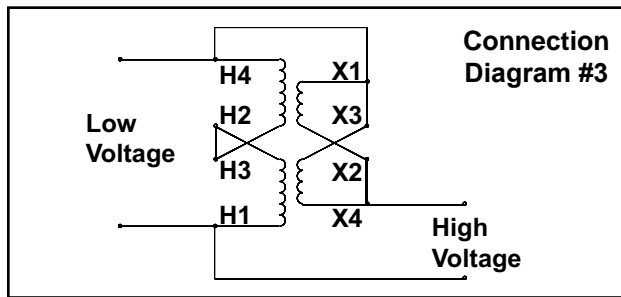 Connection
Diagram #3
H4
X1
H2
X3
Low
Voltage
H3
X2
H1
X4
High
Voltage